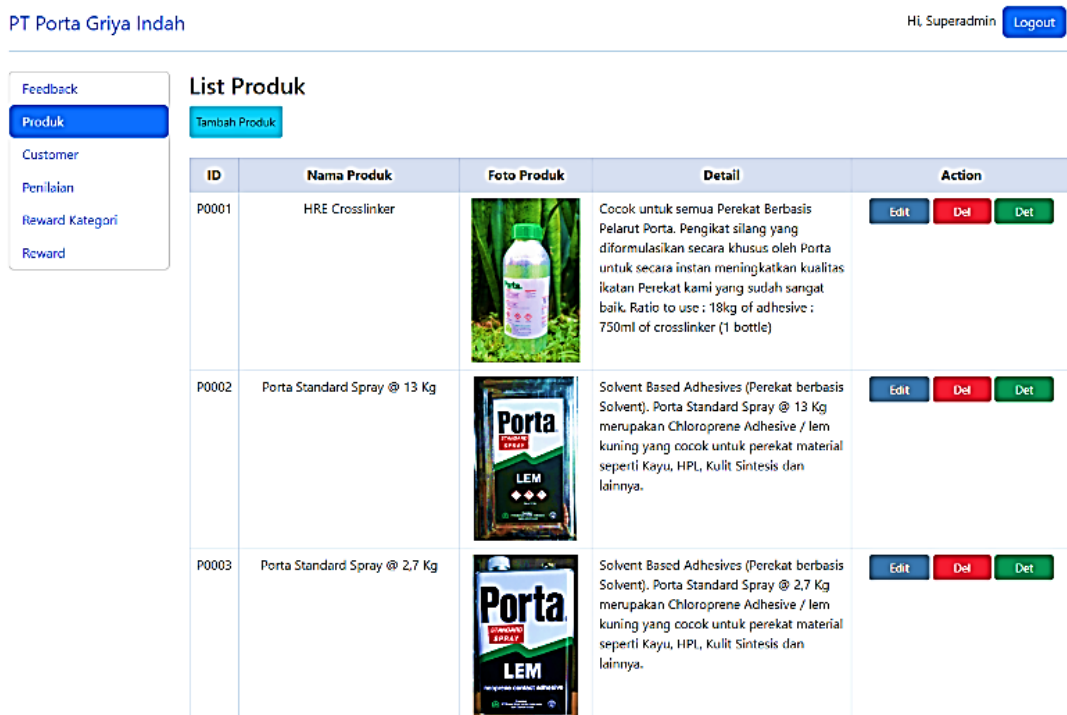 PT Porta Griya Indah
Hi, Superadmin
Logout
Feedback
Produk
Customer
Penilaian
Reward Kategori
Reward
List Produk
Tambah Produk
ID
Nama Produk
Foto Produk
Detail
Action
P0001
HRE Crosslinker
Porta.
Cocok untuk semua Perekat Berbasis
Pelarut Porta. Pengikat silang yang
diformulasikan secara khusus oleh Porta
untuk secara instan meningkatkan kualitas
ikatan Perekat kami yang sudah sangat
baik. Ratio to use : 18kg of adhesive :
750ml of crosslinker (1 bottle)
Edit
Del
Det
P0002
Porta Standard Spray @ 13 Kg
Porta
STANDARD
SPRAY
LEM
Solvent Based Adhesives (Perekat berbasis
Solvent). Porta Standard Spray @ 13 Kg
merupakan Chloroprene Adhesive / lem
kuning yang cocok untuk perekat material
seperti Kayu, HPL, Kulit Sintesis dan
lainnya.
Edit
Del
Det
P0003
Porta Standard Spray @ 2,7 Kg
Porta
STANDARD
SPRAY
LEM
neoprene contact adhesive
Solvent Based Adhesives (Perekat berbasis
Solvent). Porta Standard Spray @ 2,7 Kg
merupakan Chloroprene Adhesive / lem
kuning yang cocok untuk perekat material
seperti Kayu, HPL, Kulit Sintesis dan
lainnya.
Edit
Del
Det